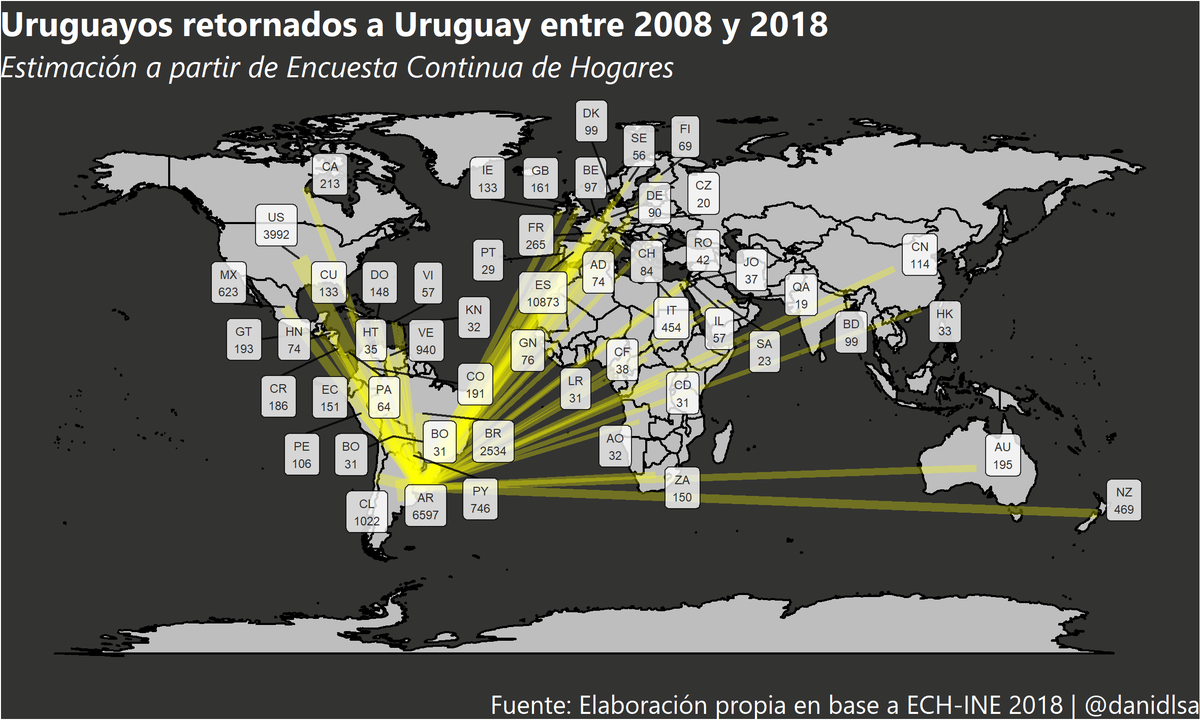 Uruguayos retornados a Uruguay entre 2008 y 2018
Estimación a partir de Encuesta Continua de Hogares
DK
99
SE
56
FI
69
CA
213
IE
133
GB
161
BE
97
DE
90
CZ
20
US
3992
FR
265
PT
29
CH
84
RO
42
CN
114
MX
623
CU
133
DO
148
VI
57
ES
10873
AD
74
JO
37
QA
19
KN
32
IT
454
IL
57
BD
99
HK
33
GT
193
HN
74
HT
35
VE
940
GN
76
CF
38
SA
23
CR
186
EC
151
PA
64
CO
191
LR
31
CD
31
PE
106
BO
31
BO
31
BR
2534
AO
32
AU
195
CL
1022
AR
6597
PY
746
ZA
150
NZ
469
Fuente: Elaboración propia en base a ECH-INE 2018 | @danidlsa